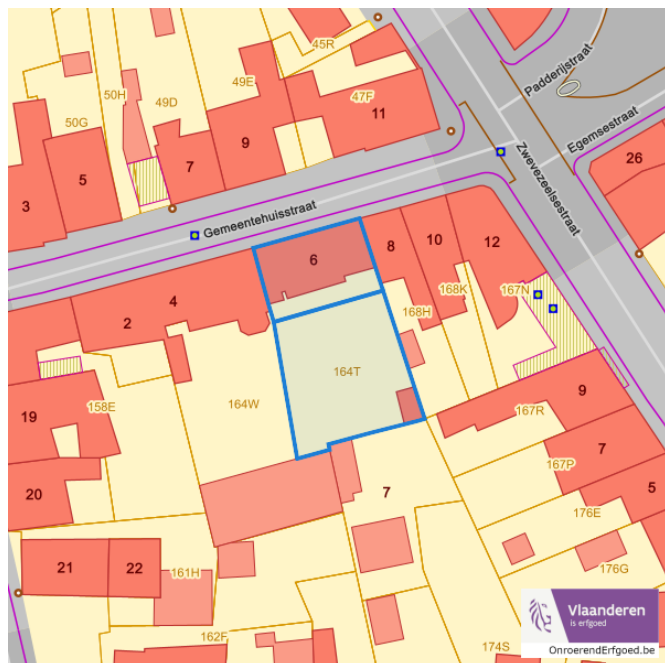 45R
50H
49E
50G
49D
47F
11
9
7
5
3
Padderijstraat
Egemsestraat
Zwevezeelsestraat
26
Gemeentehuisstraat
6
8
10
12
4
2
167N
168K
168H
164T
164W
158E
19
9
167R
7
167P
20
7
5
176E
21
22
161H
176G
162F
174S
Vlaanderen
is erfgoed
OnroerendErfgoed.be